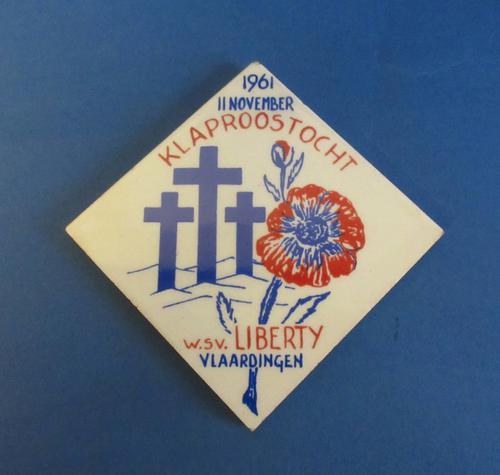 1961
11 NOVEMBER
KLAPROOSTOCHT
W.SV. LIBERTY
VLAARDINGEN